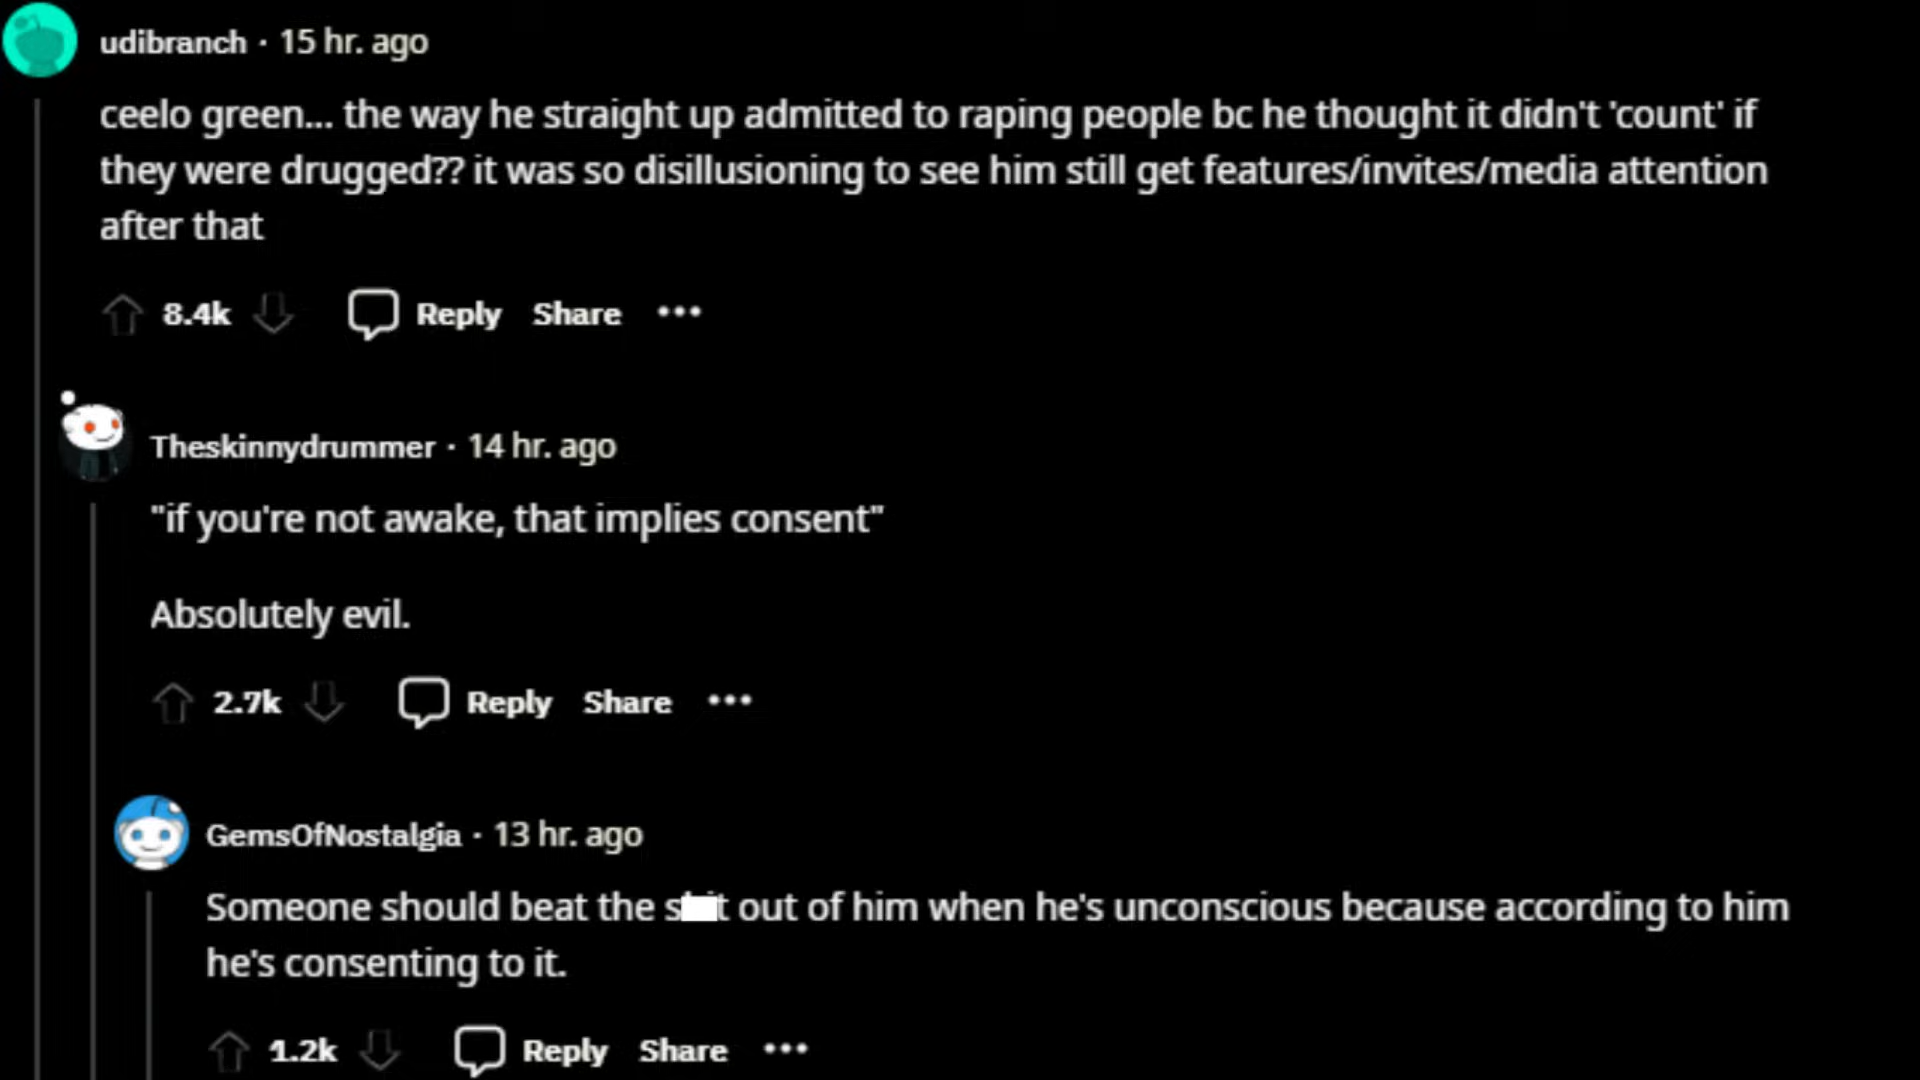 udibranch · 15 hr. ago
ceelo green... the way he straight up admitted to raping people bc he thought it didn't 'count' if
they were drugged?? it was so disillusioning to see him still get features/invites/media attention
after that
8.4k Reply Share •••
Theskinnydrummer · 14 hr. ago
"if you're not awake, that implies consent"
Absolutely evil.
2.7k Reply Share •••
GemsOfNostalgia · 13 hr. ago
Someone should beat the s t out of him when he's unconscious because according to him
he's consenting to it.
1.2k Reply Share •••